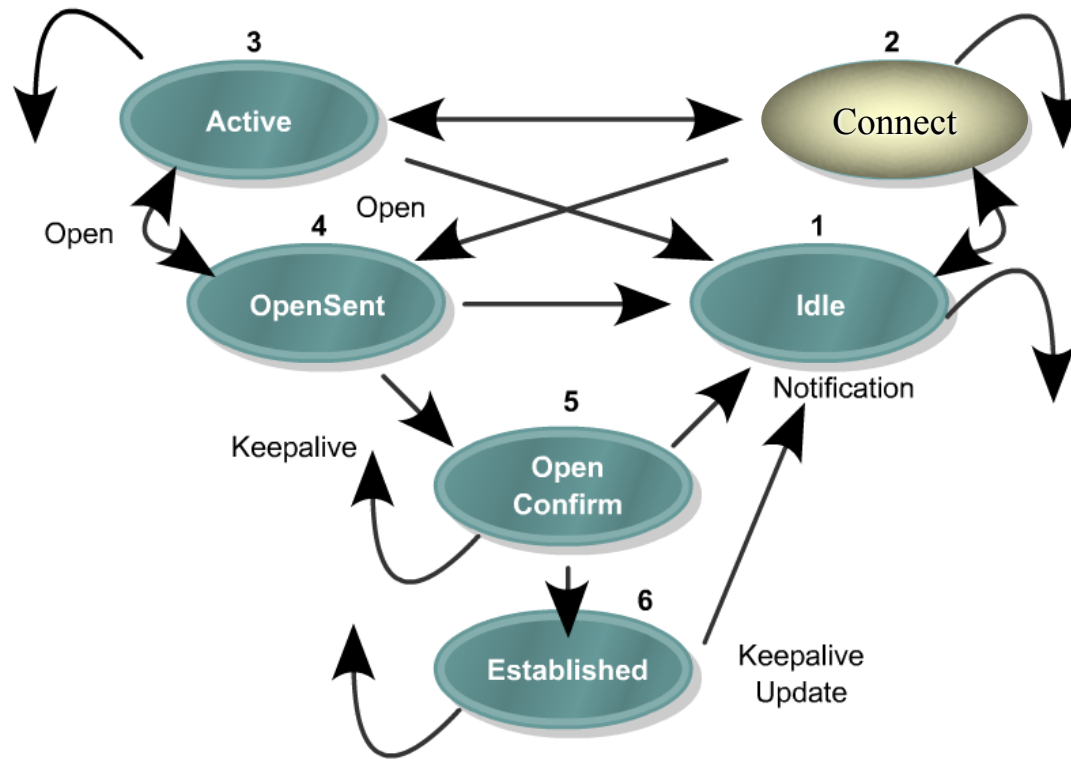 3
2
Active
Connect
Open
Open
4
1
OpenSent
Idle
Notification
5
Keepalive
Open
Confirm
6
Established
Keepalive
Update